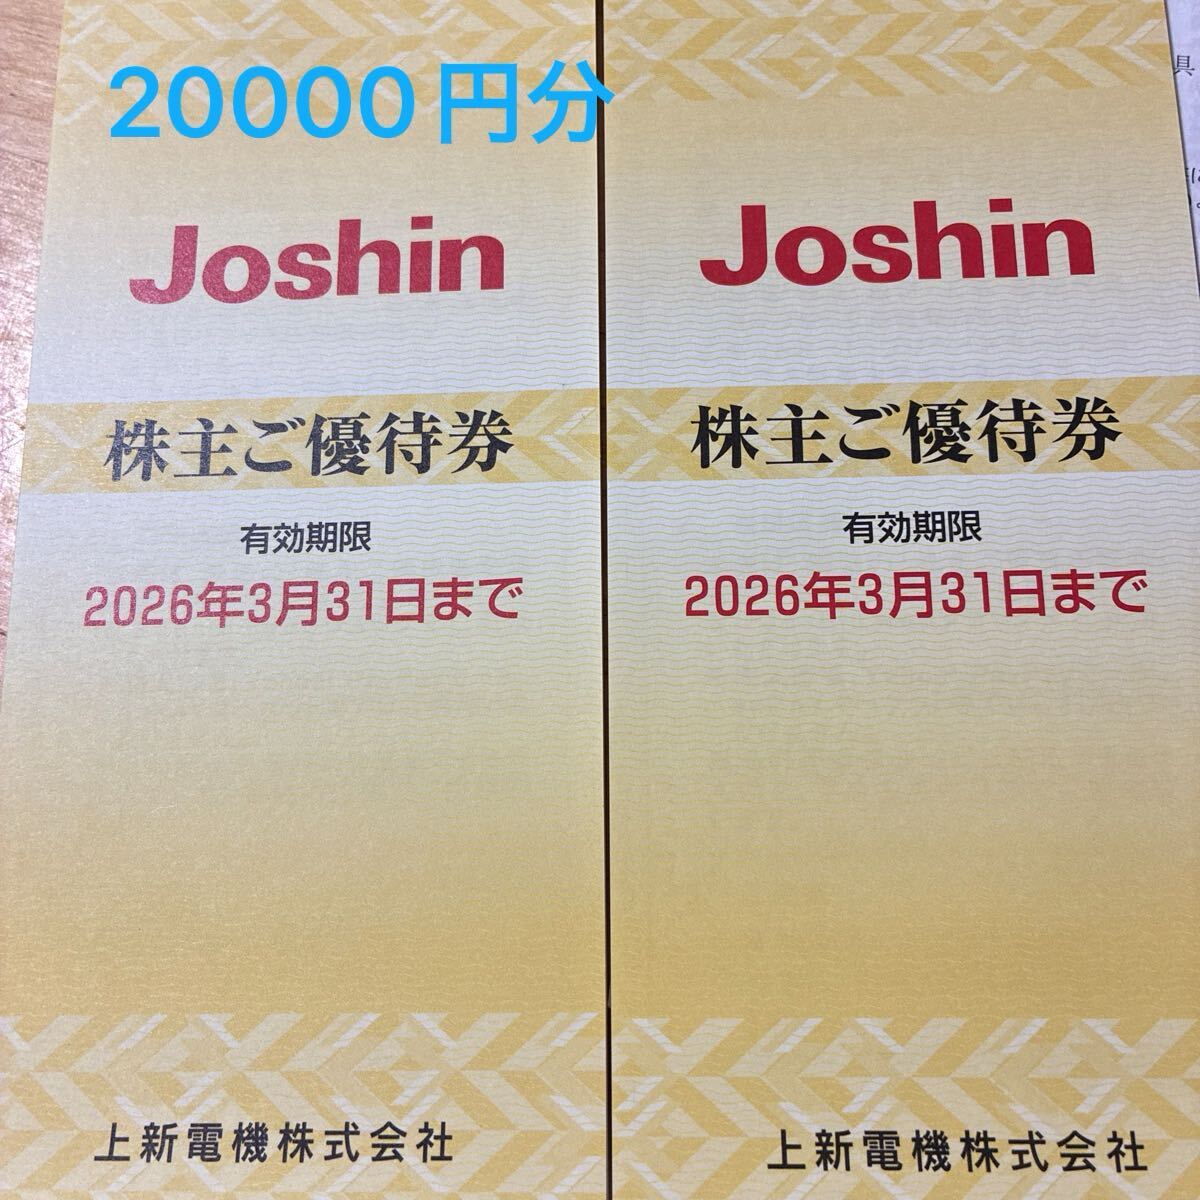 20000円分
Joshin
株主ご優待券
有効期限
2026年3月31日まで
上新電機株式会社
Joshin
株主ご優待券
有効期限
2026年3月31日まで
上新電機株式会社
具